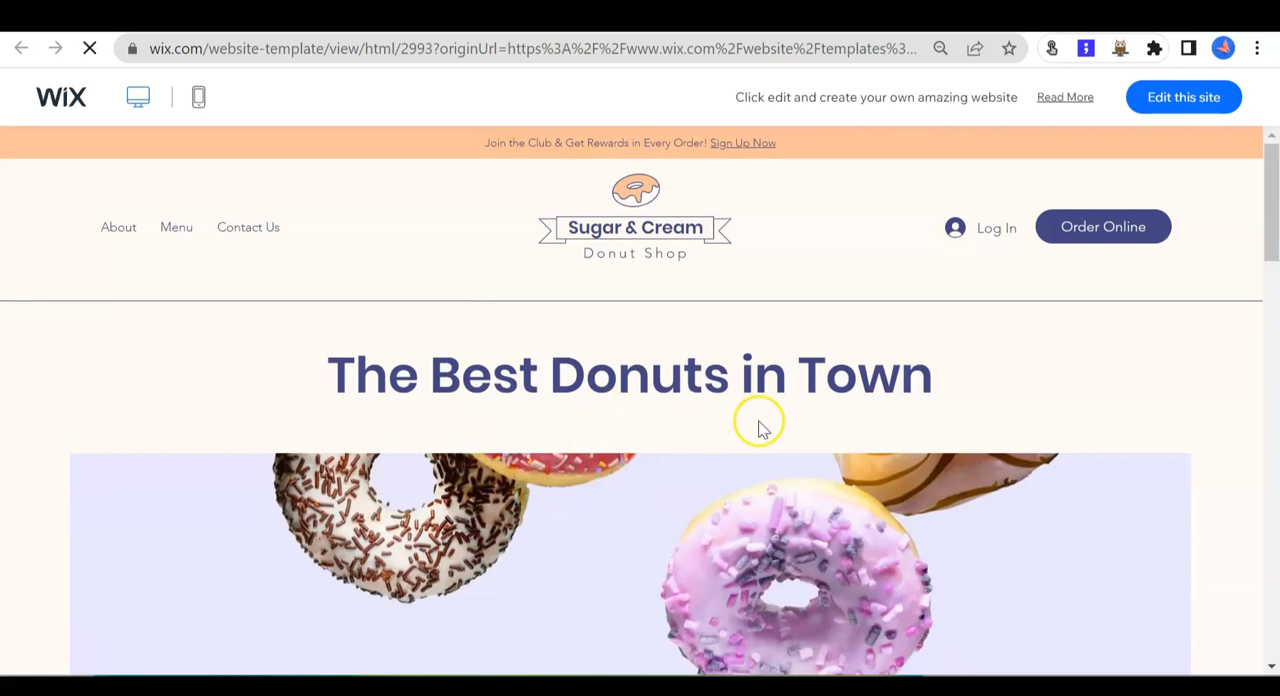 wix.com/website-template/view/html/2993?originUrl=https%3A%2F%2Fwww.wix.com%2Fwebsite%2Ftemplates%3...
WIX
Click edit and create your own amazing website
Read More
Edit this site
Join the Club & Get Rewards in Every Order! Sign Up Now
About
Menu
Contact Us
Sugar & Cream
Donut Shop
Log In
Order Online
The Best Donuts in Town